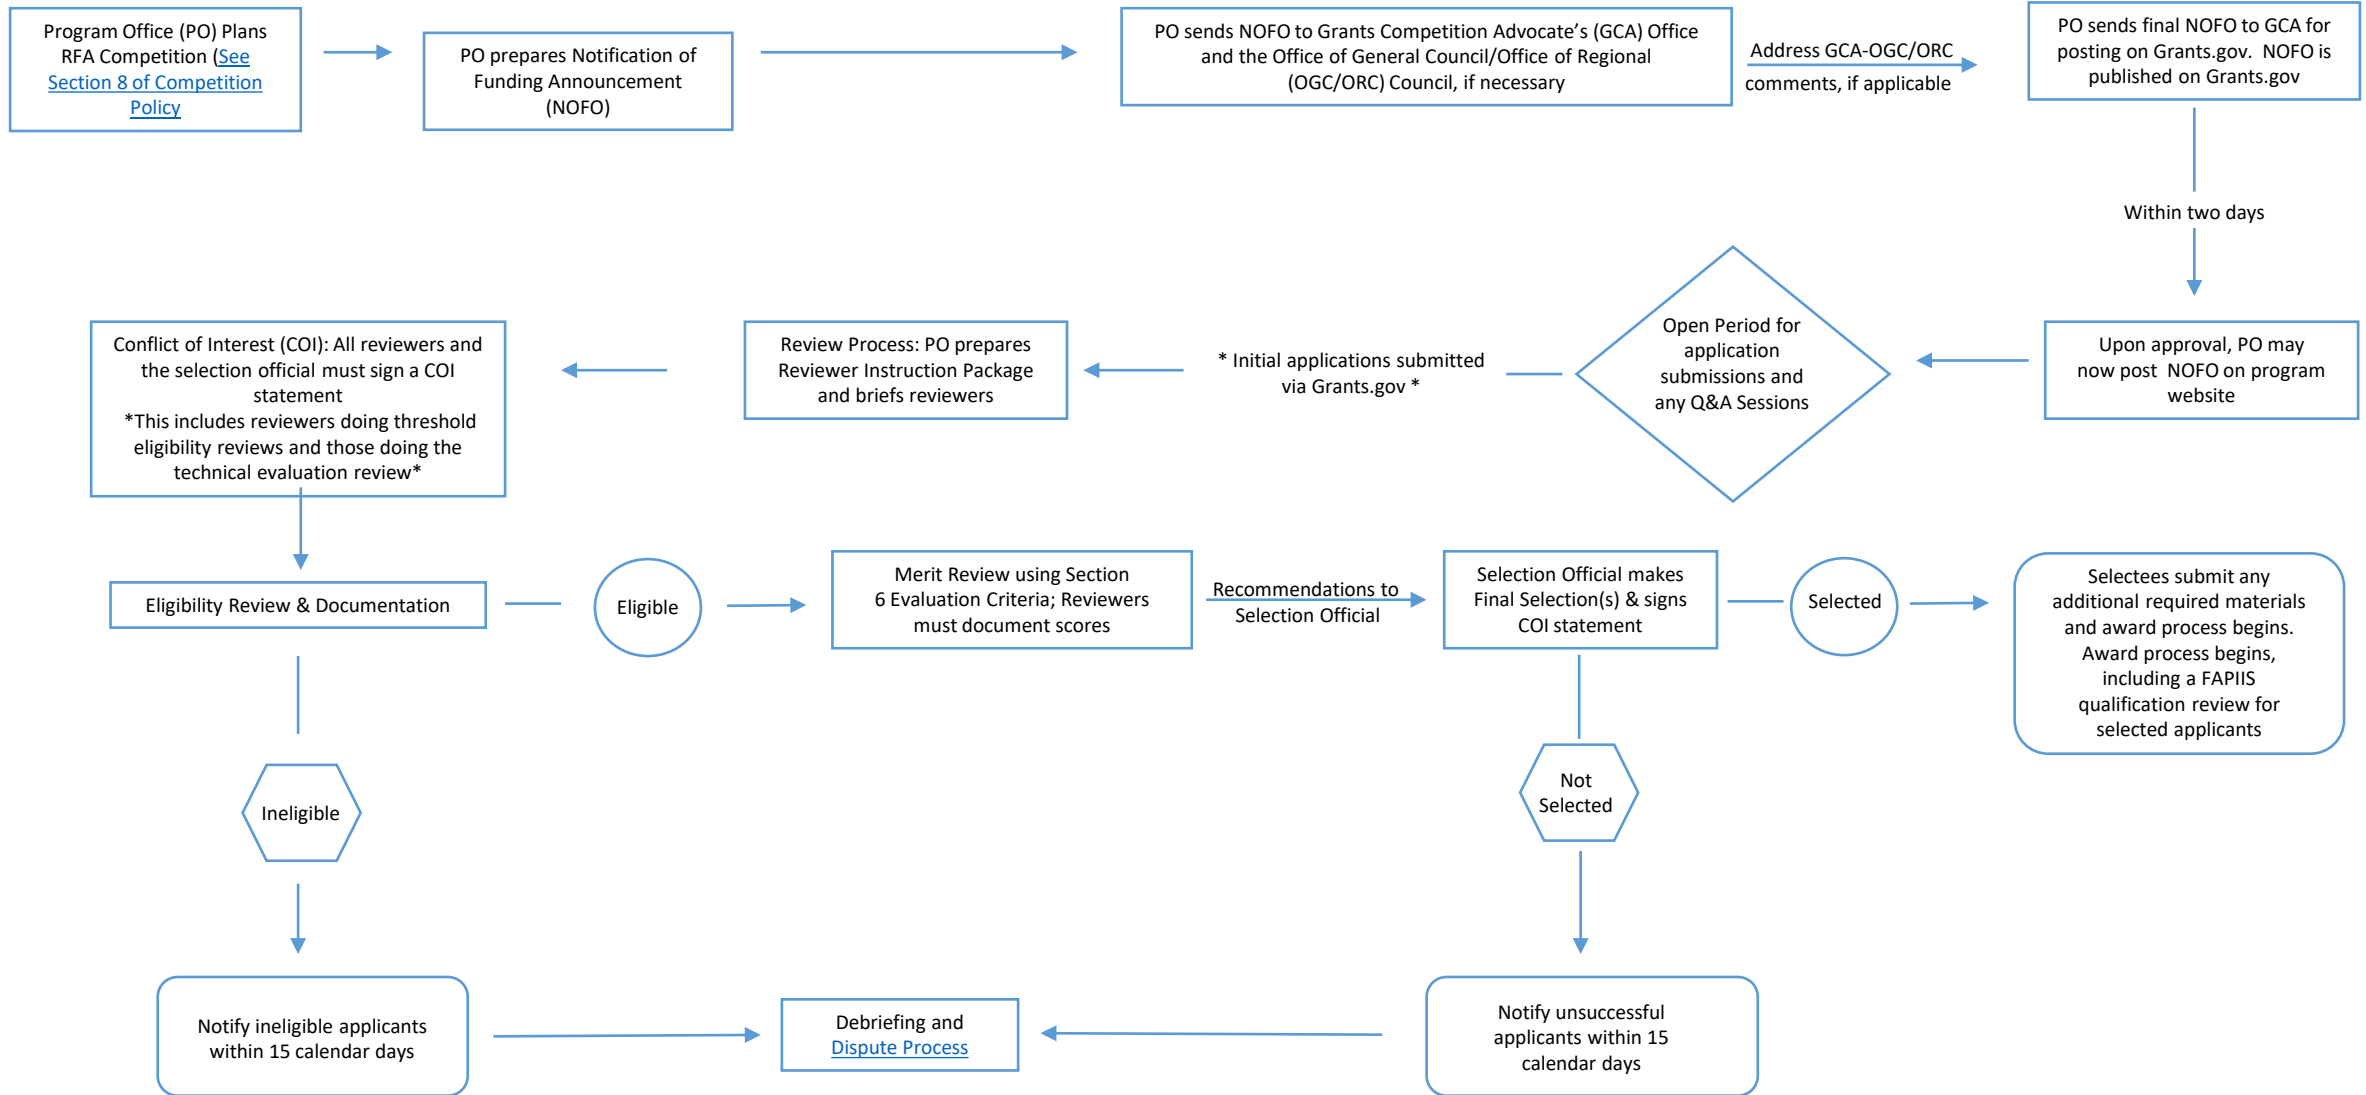 Program Office (PO) Plans
RFA Competition (See
Section 8 of Competition
Policy
PO prepares Notification of
Funding Announcement
(NOFO)
PO sends NOFO to Grants Competition Advocate's (GCA) Office
and the Office of General Council/Office of Regional
(OGC/ORC) Council, if necessary
Address GCA-OGC/ORC
comments, if applicable
PO sends final NOFO to GCA for
posting on Grants.gov. NOFO is
published on Grants.gov
Within two days
Upon approval, PO may
now post NOFO on program
website
Open Period for
application
submissions and
any Q&A Sessions
* Initial applications submitted
via Grants.gov *
Review Process: PO prepares
Reviewer Instruction Package
and briefs reviewers
Conflict of Interest (COI): All reviewers and
the selection official must sign a COI
statement
*This includes reviewers doing threshold
eligibility reviews and those doing the
technical evaluation review*
Eligibility Review & Documentation
Eligible
Merit Review using Section
6 Evaluation Criteria; Reviewers
must document scores
Recommendations to
Selection Official
Selection Official makes
Final Selection(s) & signs
COI statement
Selected
Selectees submit any
additional required materials
and award process begins.
Award process begins,
including a FAPIIS
qualification review for
selected applicants
Ineligible
Not
Selected
Notify ineligible applicants
within 15 calendar days
Debriefing and
Dispute Process
Notify unsuccessful
applicants within 15
calendar days